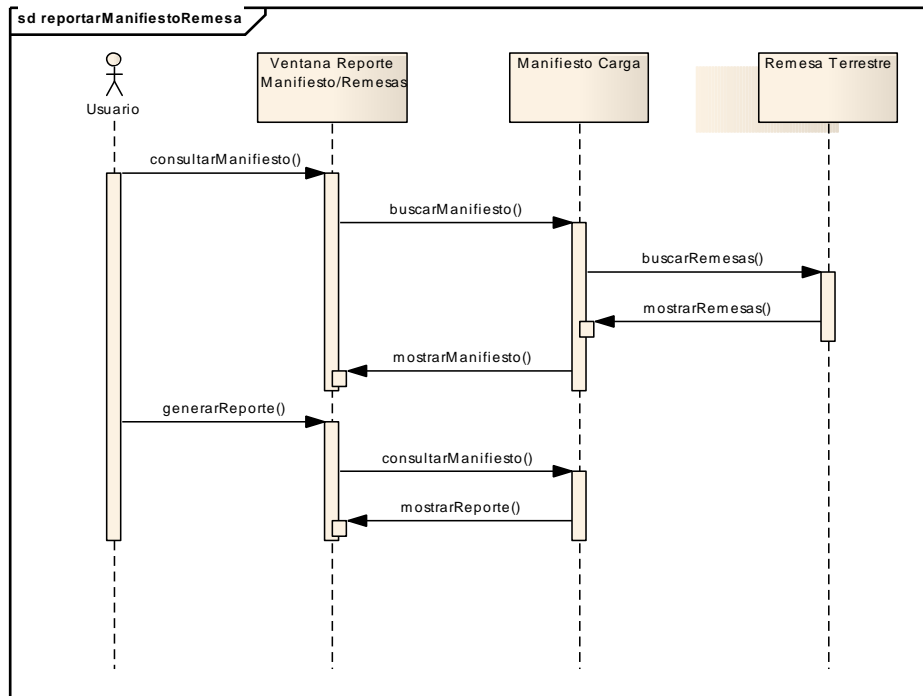 sd reportarManifiestoRemesa
Usuario
Ventana Reporte
Manifiesto/Remesas
Manifiesto Carga
Remesa Terrestre
consultarManifiesto()
buscarManifiesto()
buscarRemesas()
mostrarRemesas()
mostrarManifiesto()
generarReporte()
consultarManifiesto()
mostrarReporte()